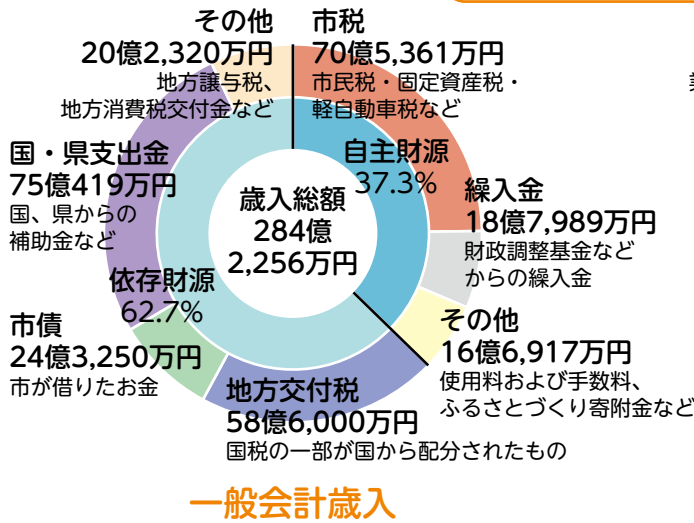 その他
20億2,320万円
地方譲与税、
地方消費税交付金など
市税
70億5,361万円
市民税・固定資産税・
軽自動車税など
国・県支出金
75億419万円
国、県からの
補助金など
自主財源
37.3%
繰入金
18億7,989万円
財政調整基金など
からの繰入金
歳入総額
284億
2,256万円
依存財源
62.7%
市債
24億3,250万円
市が借りたお金
その他
16億6,917万円
使用料および手数料、
ふるさとづくり寄附金など
地方交付税
58億6,000万円
国税の一部が国から配分されたもの
一般会計歳入